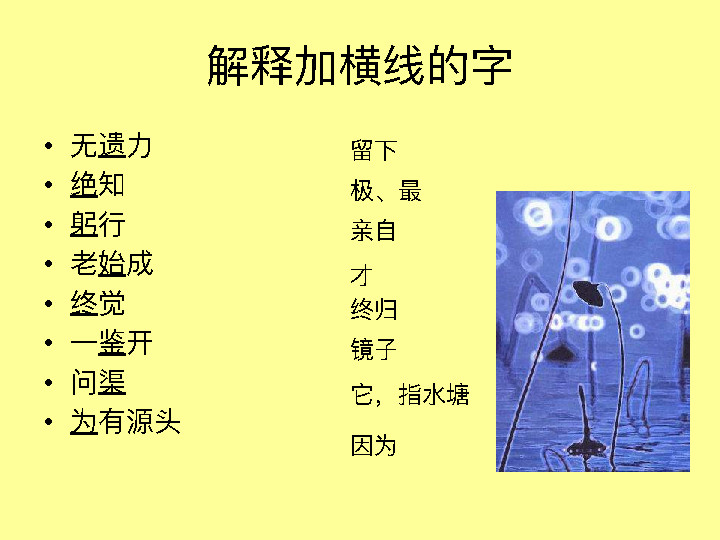 解释加横线的字
• 无遗力
• 绝知
• 躬行
• 老始成
• 终觉
• 一鉴开
• 问渠
• 为有源头
留下
极、最
亲自
才
终归
镜子
它，指水塘
因为